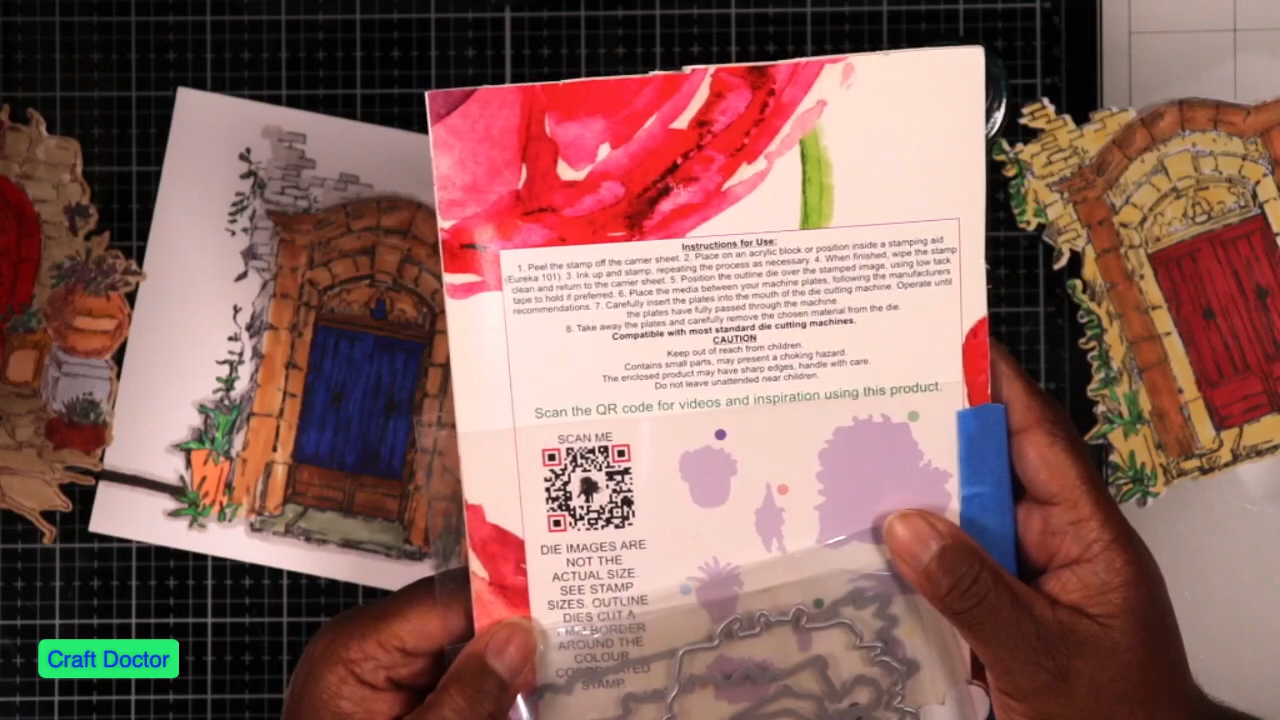 Instructions for Use:
1. Peel the stamp off the carrier sheet. 2. Place on an acrylic block or position inside a stamping aid
(Eureka 101). 3. Ink up and stamp, repeating the process as necessary. 4. When finished, wipe the stamp
clean and return to the carrier sheet. 5. Position the outline die over the stamped image, using low tack
tape to hold if preferred. 6. Place the media between your machine plates, following the manufacturers
recommendations. 7. Carefully insert the plates into the mouth of the die cutting machine. Operate until
the plates have fully passed through the machine.
8. Take away the plates and carefully remove the chosen material from the die.
Compatible with most standard die cutting machines.
CAUTION
Keep out of reach from children.
Contains small parts, may present a choking hazard.
The enclosed product may have sharp edges, handle with care.
Do not leave unattended near children.
Scan the QR code for videos and inspiration using this product.
SCAN ME
DIE IMAGES ARE
NOT THE
ACTUAL SIZE.
SEE STAMP
SIZES. OUTLINE
DIES CUT A
BORDER
AROUND THE
COLOUR
COORDINATED
STAMP.
Craft Doctor